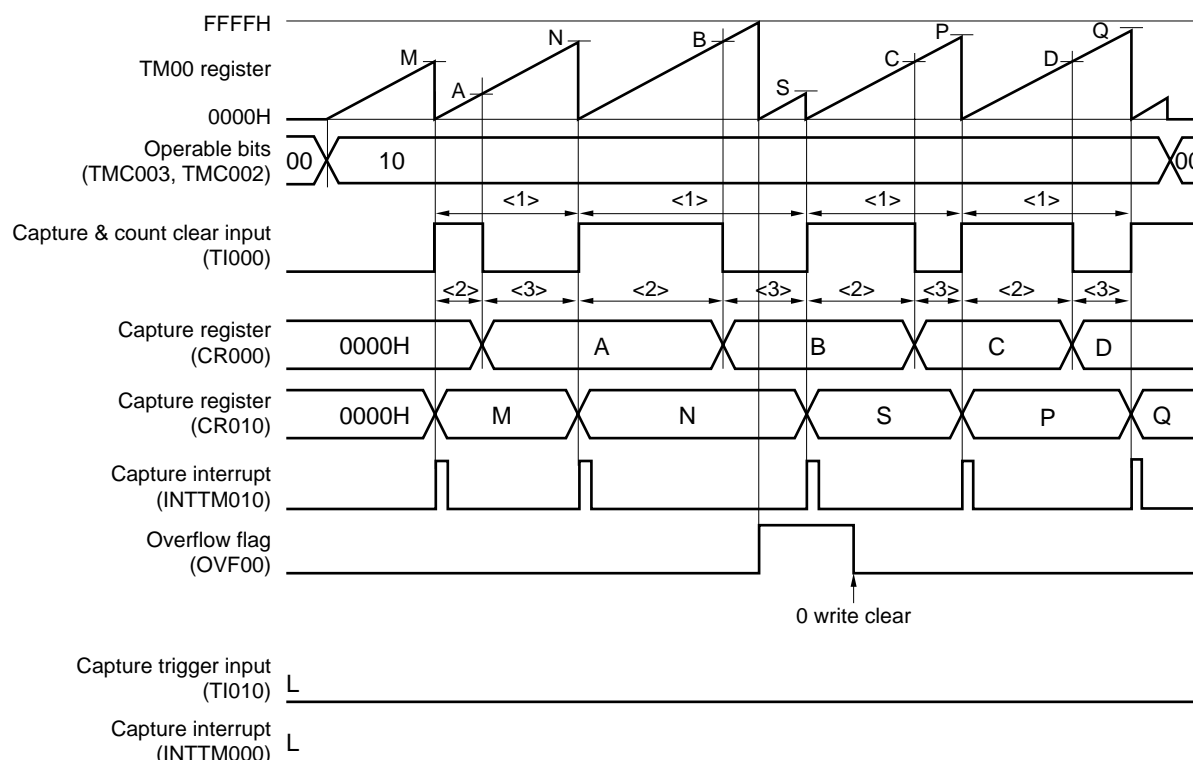 FFFFH
TM00 register
0000H
M
A
N
B
S
C
P
D
Q
Operable bits
(TMC003, TMC002)
00
10
00
<1>
<1>
<1>
<1>
Capture & count clear input
(TI000)
<2>
<3>
<2>
<3>
<2>
<3>
<2>
<3>
Capture register
(CR000)
0000H
A
B
C
D
Capture register
(CR010)
0000H
M
N
S
P
Q
Capture interrupt
(INTTM010)
Overflow flag
(OVF00)
0 write clear
Capture trigger input
(TI010)
L
Capture interrupt
(INTTM000)
L